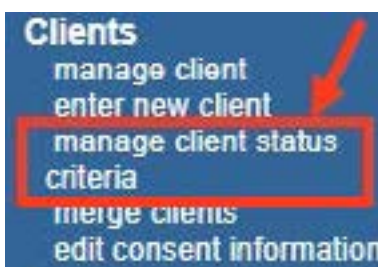 Clients
manage client
enter new client
manage client status
criteria
merge clients
edit consent information